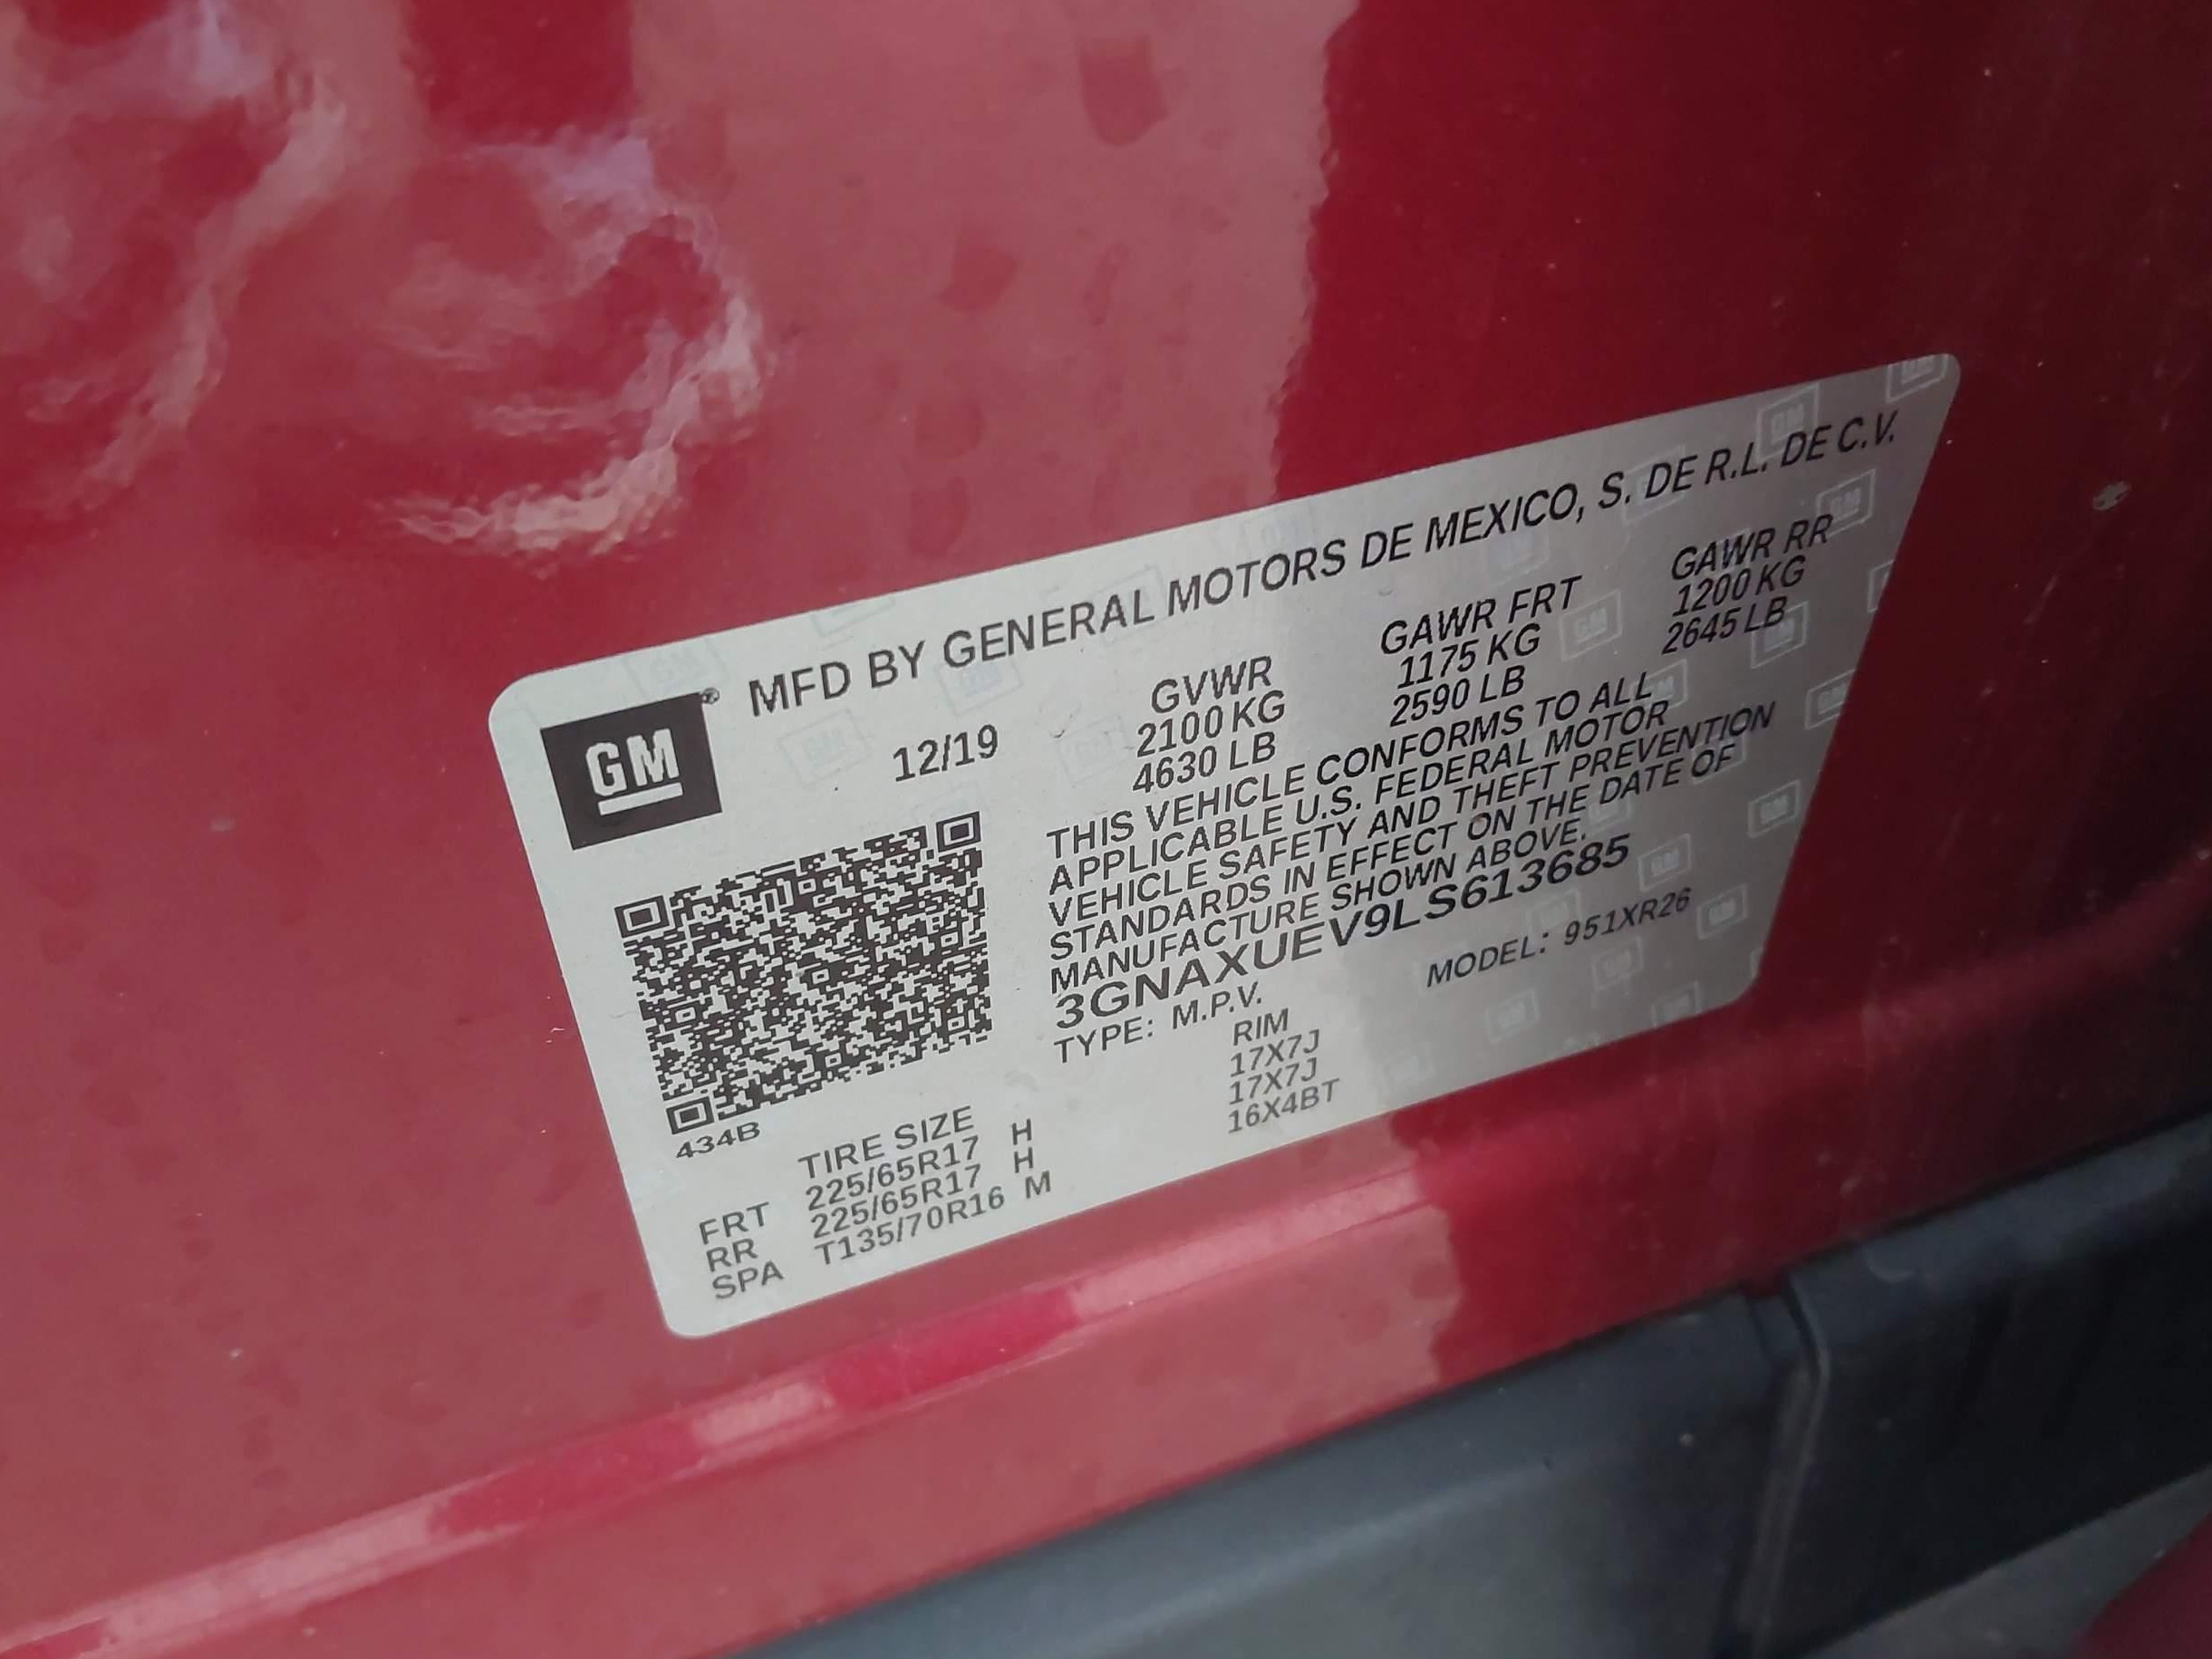 GM®
MFD BY GENERAL MOTORS DE MEXICO, S. DE R.L. DE C.V.
12/19
GVWR
2100 KG
4630 LB
GAWR FRT
1175 KG
2590 LB
GAWR RR
1200 KG
2645 LB
THIS VEHICLE CONFORMS TO ALL
APPLICABLE U.S. FEDERAL MOTOR
VEHICLE SAFETY AND THEFT PREVENTION
STANDARDS IN EFFECT ON THE DATE OF
MANUFACTURE SHOWN ABOVE.
3GNAXUEV9LS613685
TYPE: M.P.V.
MODEL: 951XR26
434B
TIRE SIZE
RIM
FRT 225/65R17 H 17X7J
RR 225/65R17 H 17X7J
SPA T135/70R16 M 16X4BT